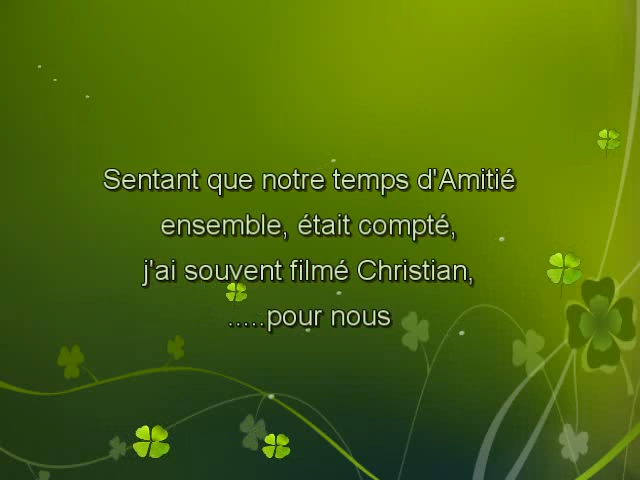 Sentant que notre temps d'Amitié
ensemble, était compté,
j'ai souvent filmé Christian,
.....pour nous